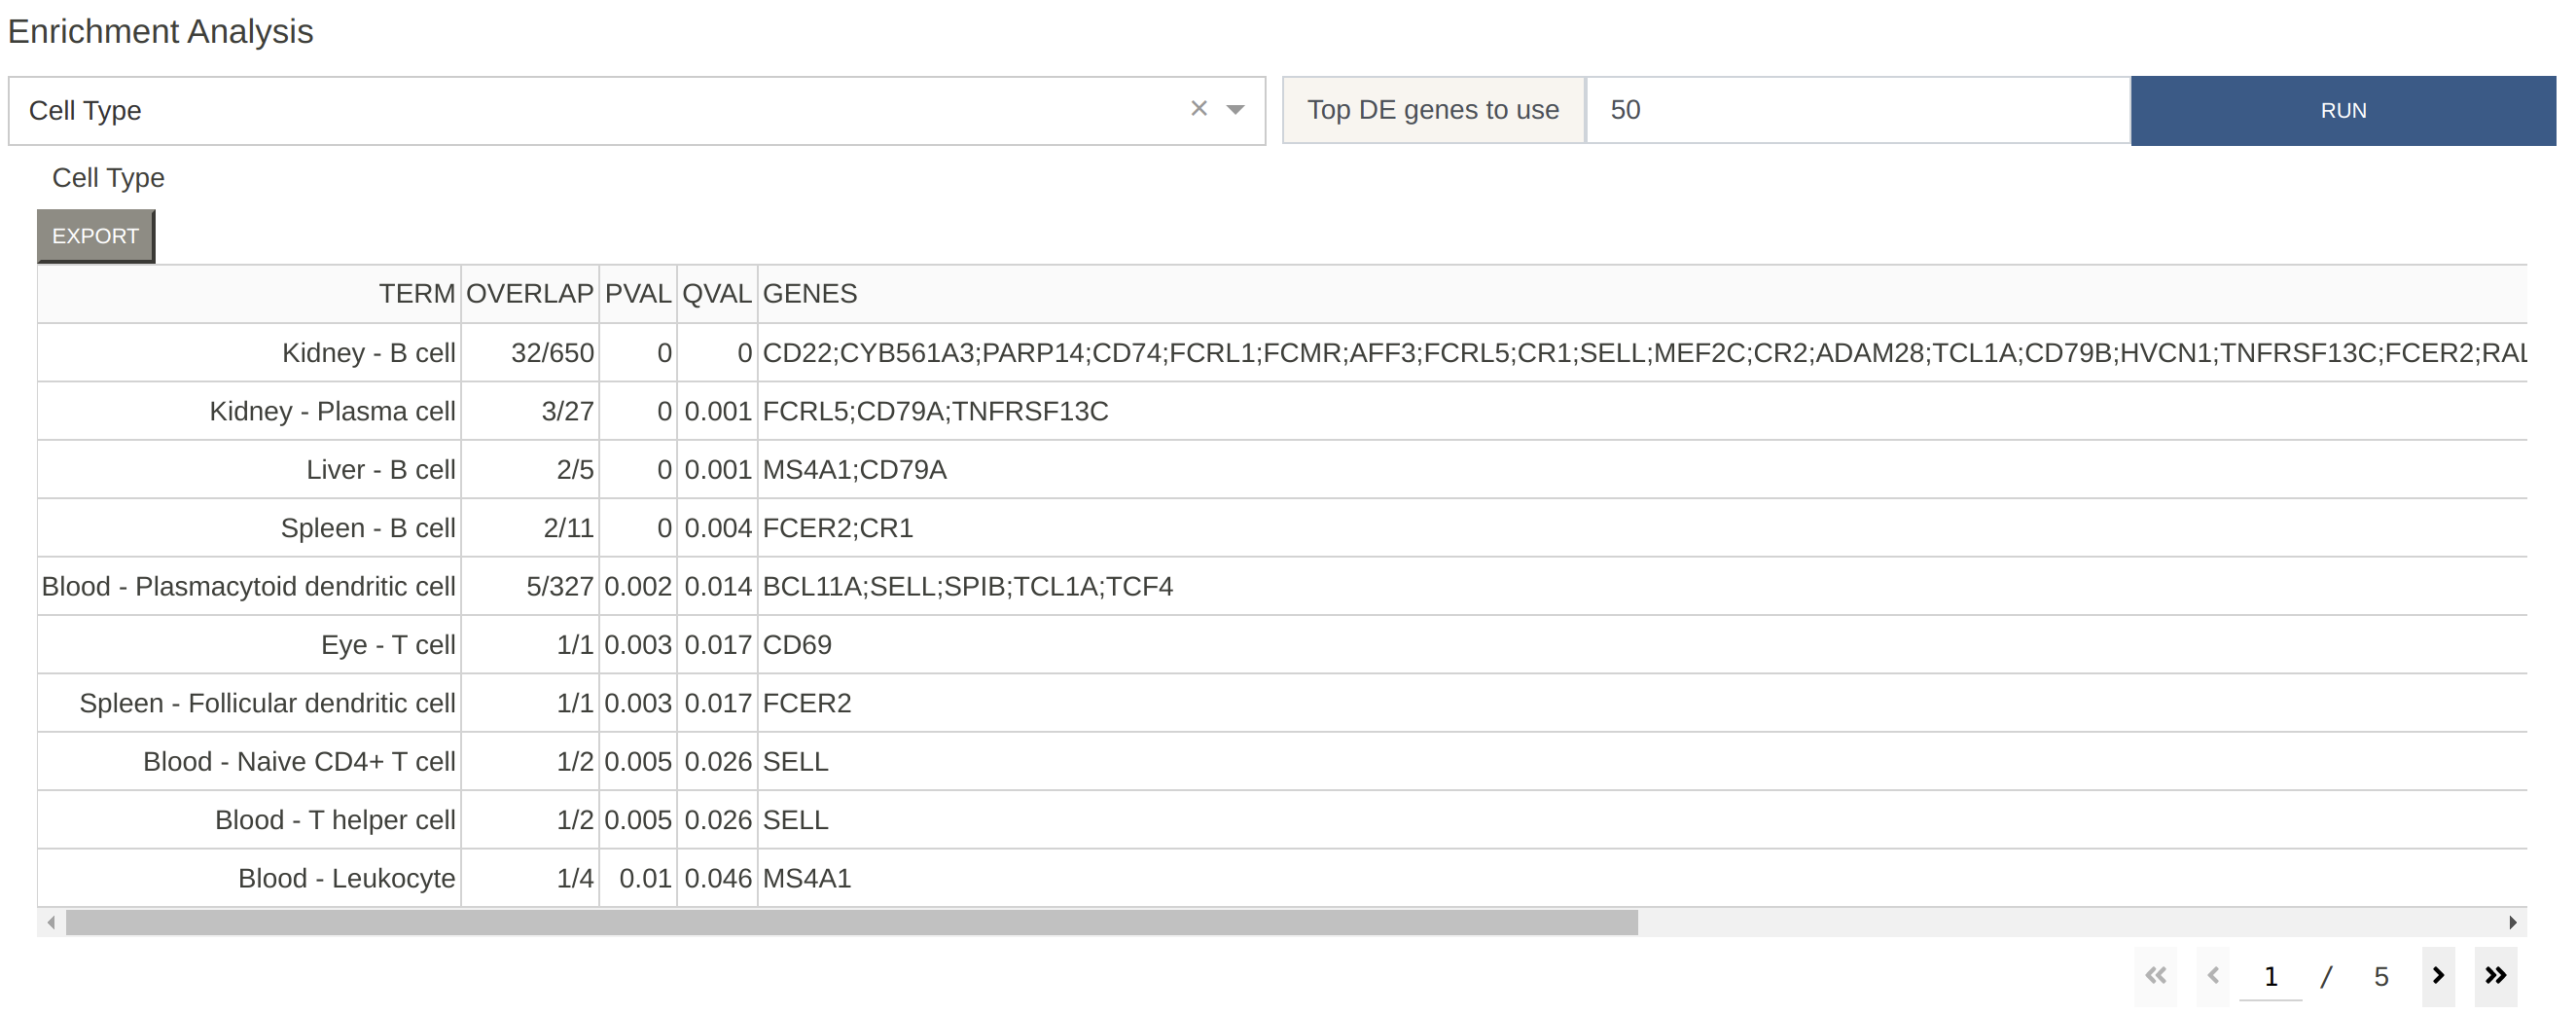 Enrichment Analysis
Cell Type × Top DE genes to use 50 RUN
Cell Type
EXPORT
TERM OVERLAP PVAL QVAL GENES
Kidney - B cell 32/650 0 0 CD22;CYB561A3;PARP14;CD74;FCRL1;FCMR;AFF3;FCRL5;CR1;SELL;MEF2C;CR2;ADAM28;TCL1A;CD79B;HVCN1;TNFRSF13C;FCER2;RAL
Kidney - Plasma cell 3/27 0 0.001 FCRL5;CD79A;TNFRSF13C
Liver - B cell 2/5 0 0.001 MS4A1;CD79A
Spleen - B cell 2/11 0 0.004 FCER2;CR1
Blood - Plasmacytoid dendritic cell 5/327 0.002 0.014 BCL11A;SELL;SPIB;TCL1A;TCF4
Eye - T cell 1/1 0.003 0.017 CD69
Spleen - Follicular dendritic cell 1/1 0.003 0.017 FCER2
Blood - Naive CD4+ T cell 1/2 0.005 0.026 SELL
Blood - T helper cell 1/2 0.005 0.026 SELL
Blood - Leukocyte 1/4 0.01 0.046 MS4A1
1 / 5